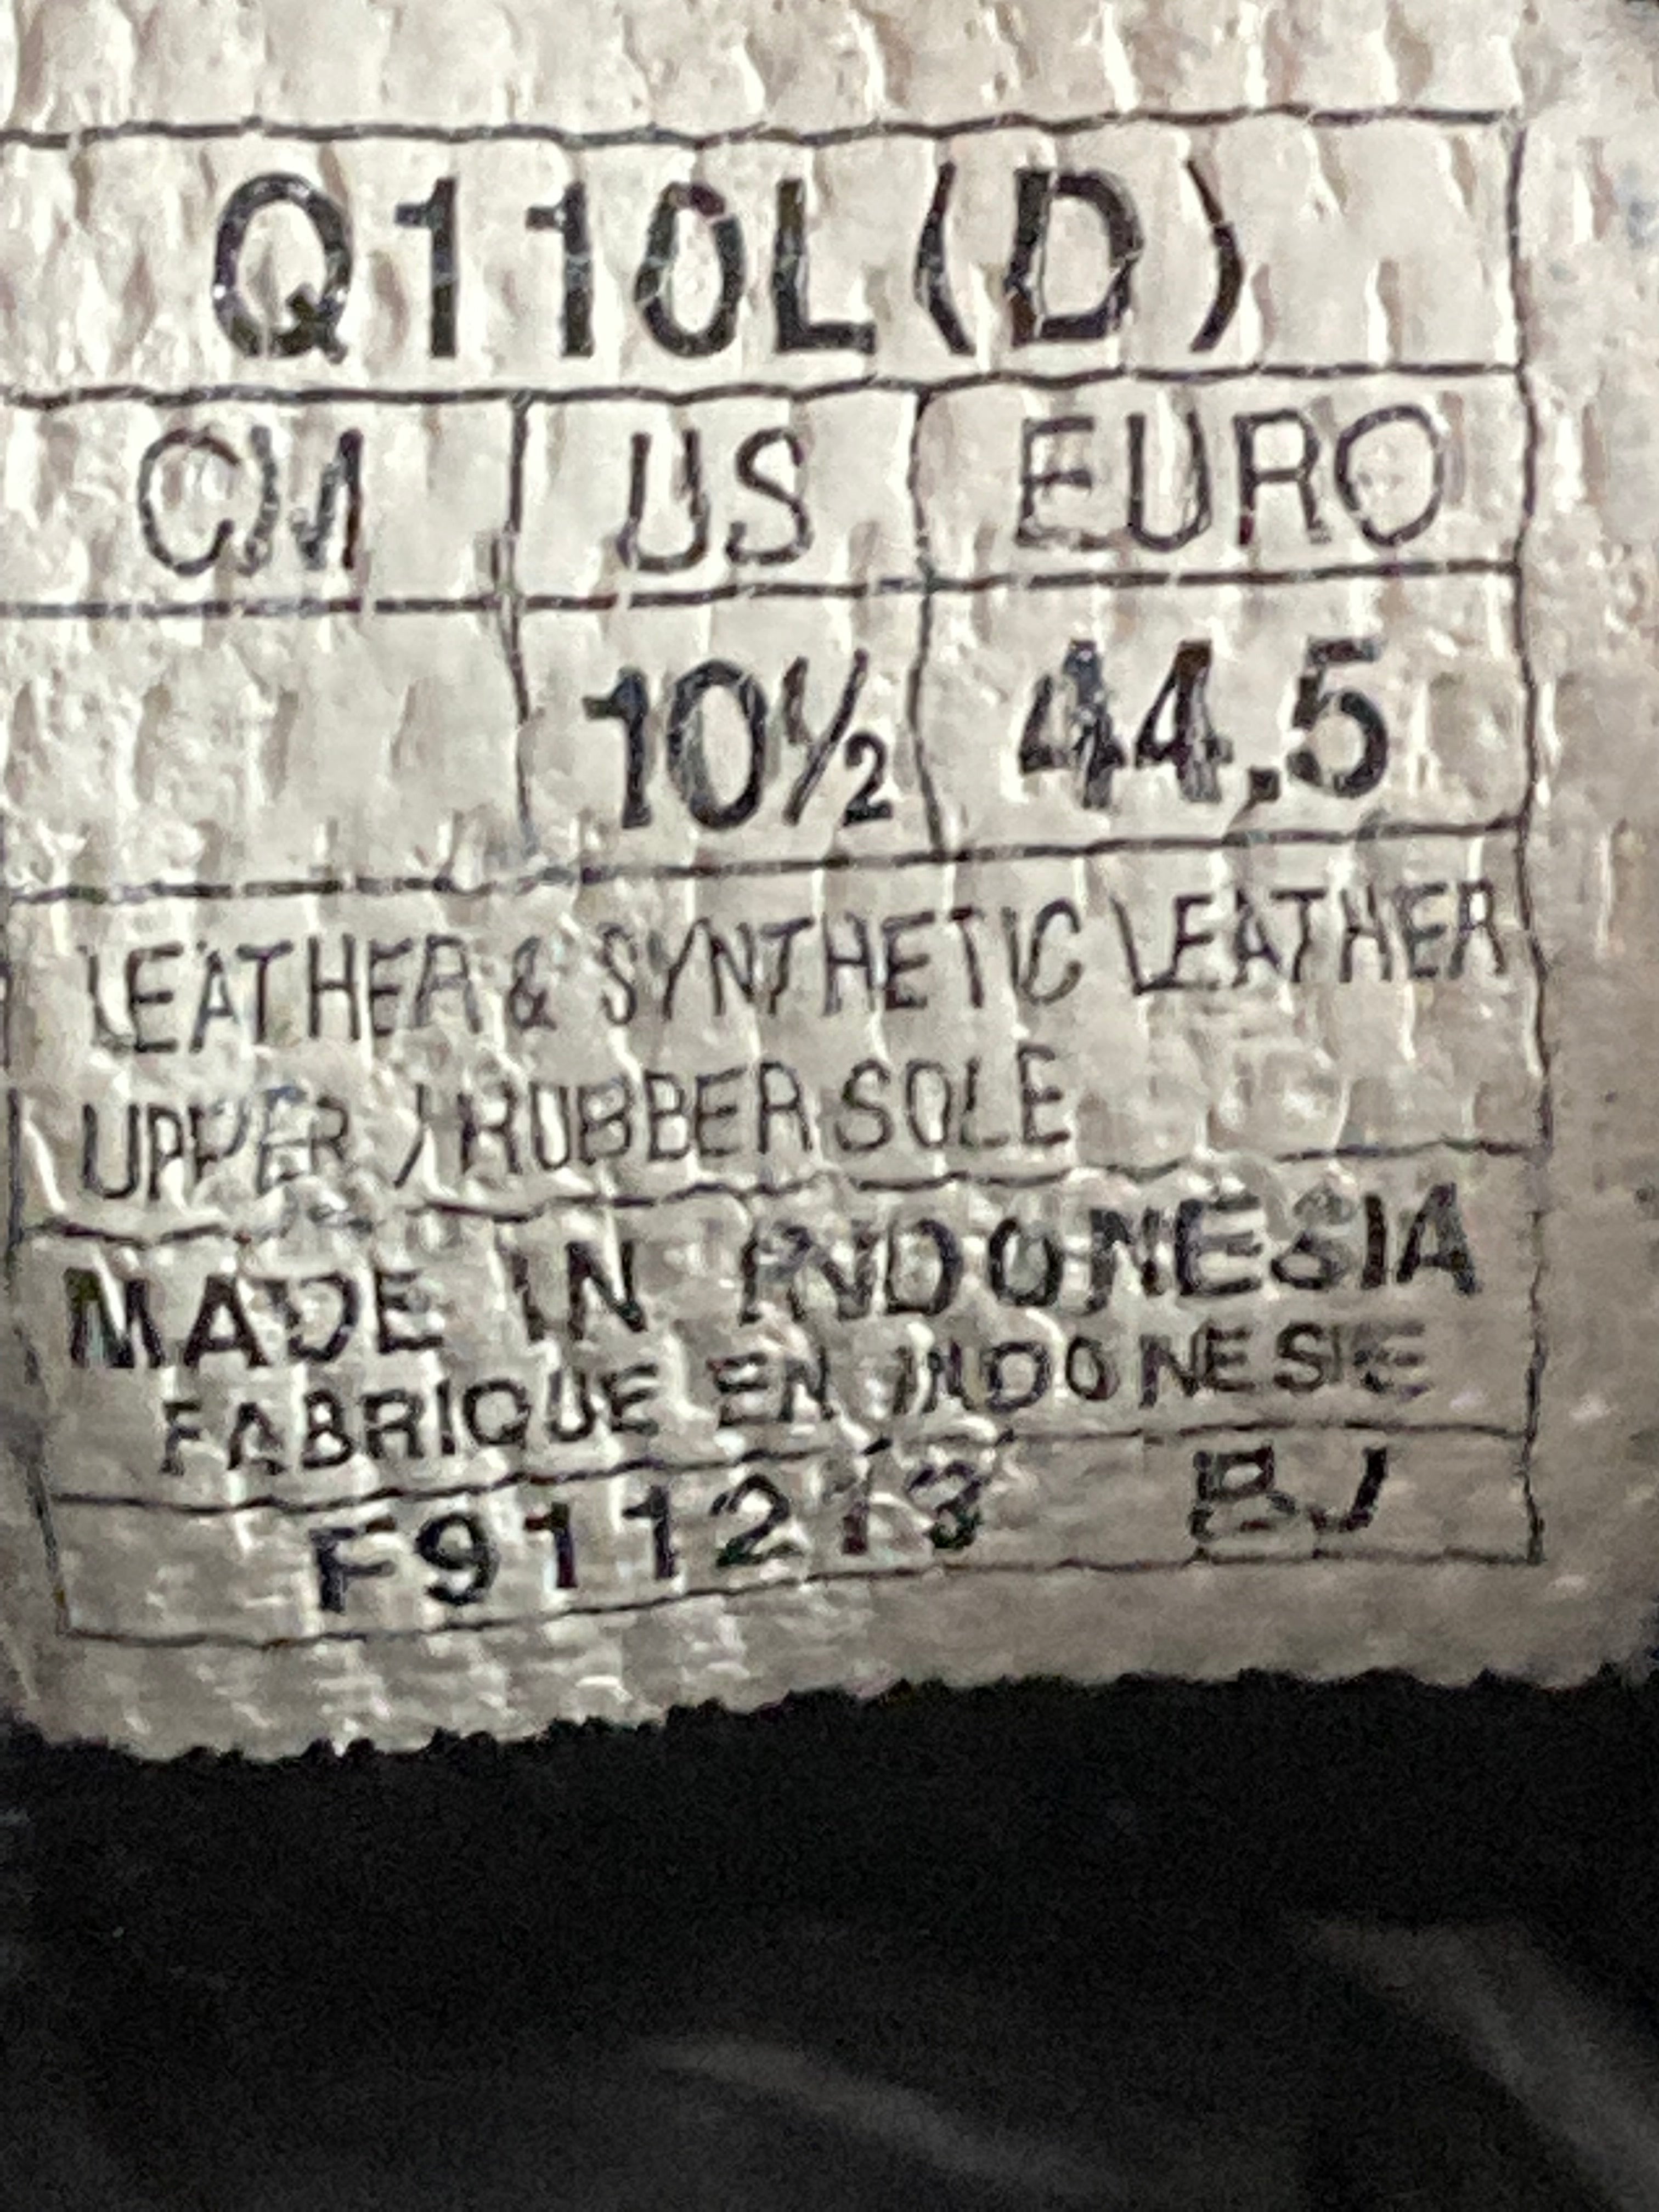 Q110L(D)
CM US EURO
10½ 44,5
LEATHER & SYNTHETIC LEATHER
UPPER / RUBBER SOLE
MADE IN INDONESIA
FABRIQUE EN INDONESIE
F911213 BJ